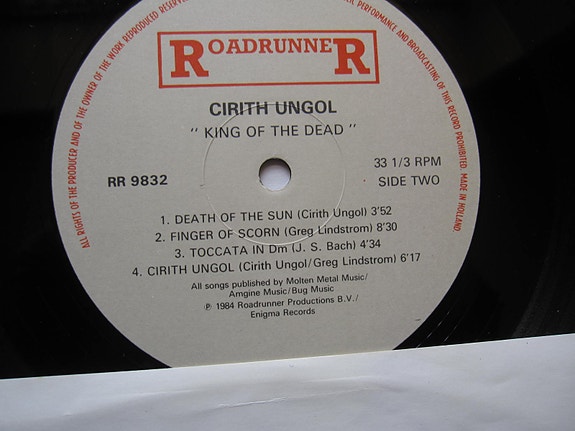 ALL RIGHTS OF THE PRODUCER AND OF THE OWNER OF THE WORK REPRODUCED
PERFORMANCE AND BROADCASTING OF THIS RECORD PROHIBITED. MADE IN HOLLAND.
ROADRUNNER
CIRITH UNGOL
" KING OF THE DEAD "
RR 9832
33 1/3 RPM
SIDE TWO
1. DEATH OF THE SUN (Cirith Ungol) 3'52
2. FINGER OF SCORN (Greg Lindstrom) 8'30
3. TOCCATA IN Dm (J. S. Bach) 4'34
4. CIRITH UNGOL (Cirith Ungol/Greg Lindstrom) 6'17
All songs published by Molten Metal Music/
Amgine Music/Bug Music
℗ 1984 Roadrunner Productions B.V./
Enigma Records